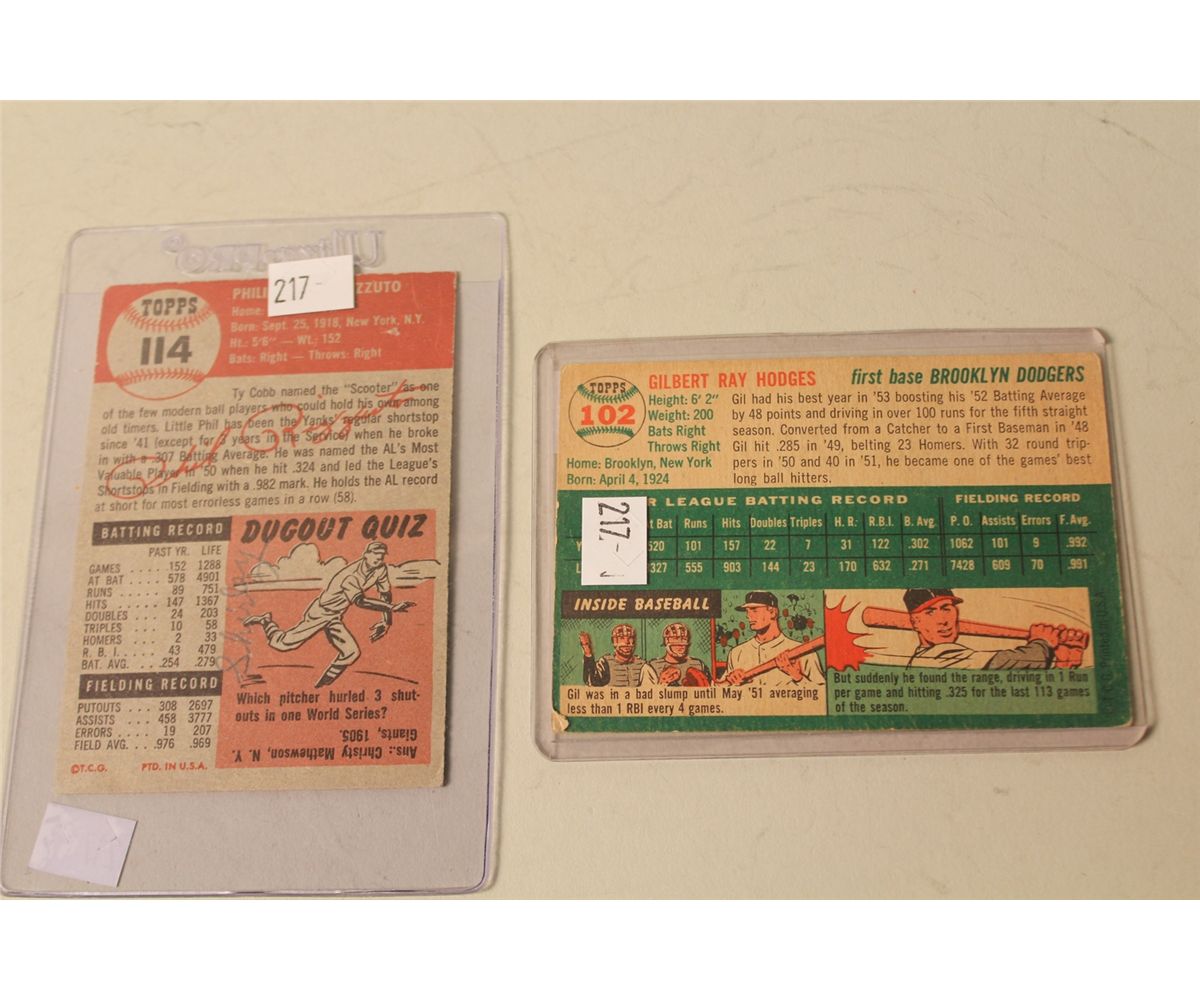 Ultra PRO
217-
TOPPS
114
PHILI ZZUTO
Home:
Born: Sept. 25, 1918, New York, N.Y.
Ht.: 5'6" — Wt.: 152
Bats: Right — Throws: Right
Ty Cobb named the "Scooter" as one
of the few modern ball players who could hold his own among
old timers. Little Phil has been the Yanks' regular shortstop
since '41 (except for 3 years in the Service) when he broke
in with a .307 Batting Average. He was named the AL's Most
Valuable Player in '50 when he hit .324 and led the League's
Shortstops in Fielding with a .982 mark. He holds the AL record
at short for most errorless games in a row (58).
Phil Rizzuto
BATTING RECORD
PAST YR. LIFE
GAMES . . . . 152 1288
AT BAT . . . . 578 4901
RUNS . . . . . 89 751
HITS . . . . . 147 1367
DOUBLES . . . 24 203
TRIPLES . . . 10 58
HOMERS . . . 2 33
R. B. I. . . . . 43 479
BAT. AVG. . . . .254 .279
FIELDING RECORD
PUTOUTS . . . 308 2697
ASSISTS . . . . 458 3777
ERRORS . . . . 19 207
FIELD AVG. . . .976 .969
©T.C.G. PTD. IN U.S.A.
DUGOUT QUIZ
Which pitcher hurled 3 shut-
outs in one World Series?
Ans.: Christy Mathewson, N. Y.
Giants, 1905.
TOPPS
102
GILBERT RAY HODGES first base BROOKLYN DODGERS
Height: 6' 2"
Weight: 200
Bats Right
Throws Right
Home: Brooklyn, New York
Born: April 4, 1924
Gil had his best year in '53 boosting his '52 Batting Average
by 48 points and driving in over 100 runs for the fifth straight
season. Converted from a Catcher to a First Baseman in '48
Gil hit .285 in '49, belting 23 Homers. With 32 round trip-
pers in '50 and 40 in '51, he became one of the games' best
long ball hitters.
217-
R LEAGUE BATTING RECORD FIELDING RECORD
t Bat Runs Hits Doubles Triples H. R. R.B.I. B. Avg. P. O. Assists Errors F. Avg.
Y 520 101 157 22 7 31 122 .302 1062 101 9 .992
L 327 555 903 144 23 170 632 .271 7428 609 70 .991
INSIDE BASEBALL
Gil was in a bad slump until May '51 averaging
less than 1 RBI every 4 games.
But suddenly he found the range, driving in 1 Run
per game and hitting .325 for the last 113 games
of the season.
T.C.G. Printed in U.S.A.